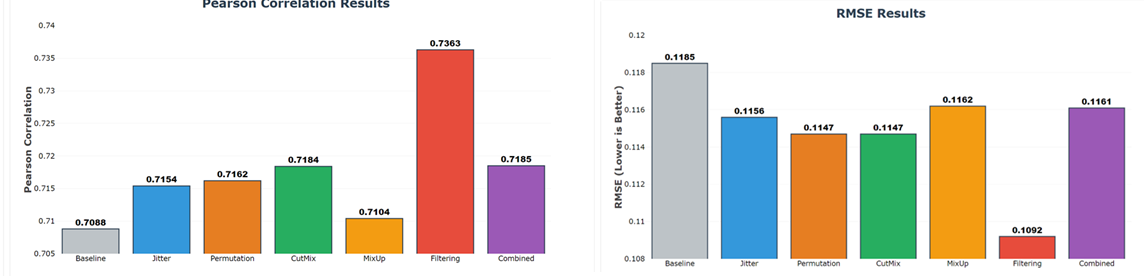 Pearson Correlation Results
0.74
0.735
0.73
0.725
0.72
0.715
0.71
0.705
Pearson Correlation
0.7088
0.7154
0.7162
0.7184
0.7104
0.7363
0.7185
Baseline
Jitter
Permutation
CutMix
MixUp
Filtering
Combined
RMSE Results
0.12
0.118
0.116
0.114
0.112
0.11
0.108
RMSE (Lower is Better)
0.1185
0.1156
0.1147
0.1147
0.1162
0.1092
0.1161
Baseline
Jitter
Permutation
CutMix
MixUp
Filtering
Combined